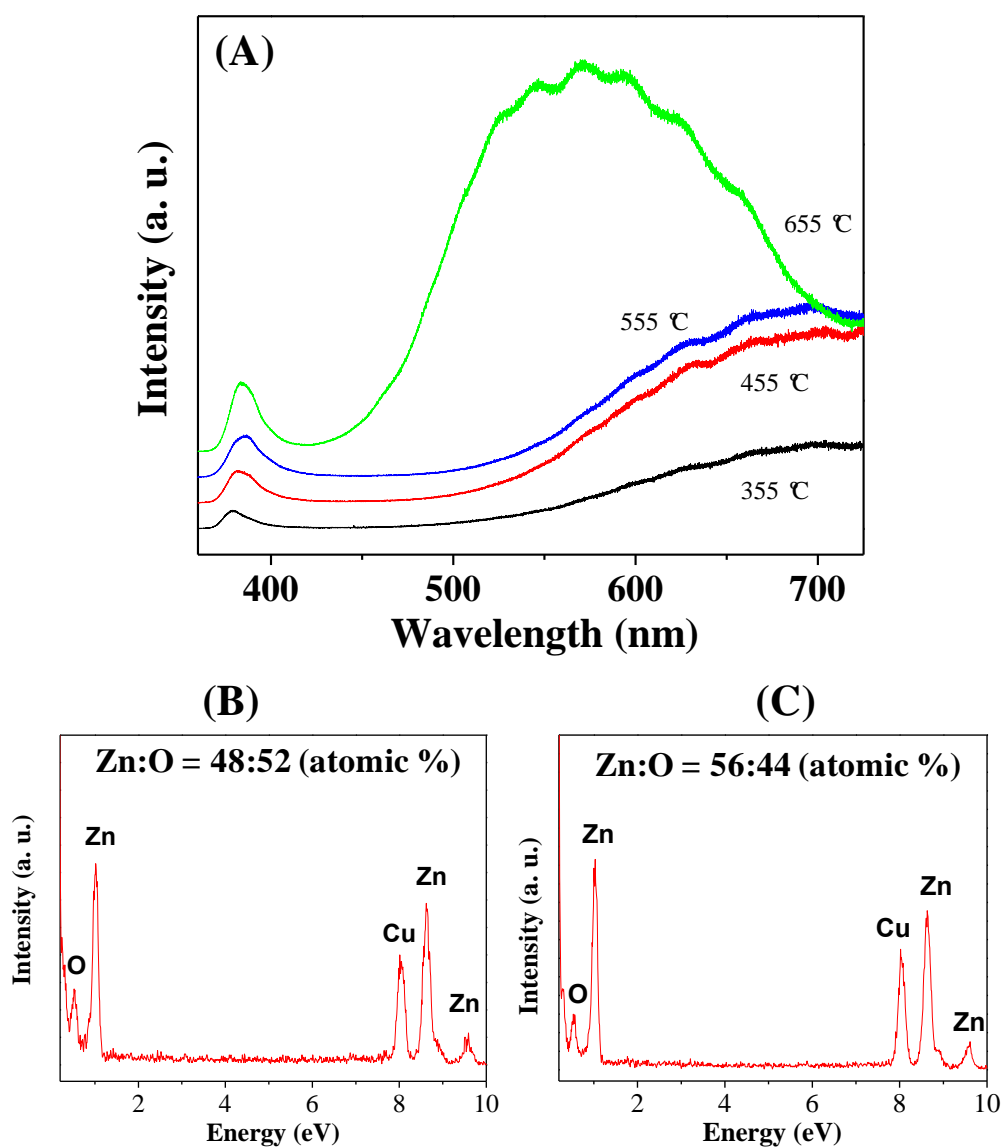 (A)
Intensity (a. u.)
655 °C
555 °C
455 °C
355 °C
400 500 600 700
Wavelength (nm)
(B)
Zn:O = 48:52 (atomic %)
Intensity (a. u.)
Zn
O
Cu
Zn
Zn
2 4 6 8 10
Energy (eV)
(C)
Zn:O = 56:44 (atomic %)
Intensity (a. u.)
Zn
O
Cu
Zn
Zn
2 4 6 8 10
Energy (eV)